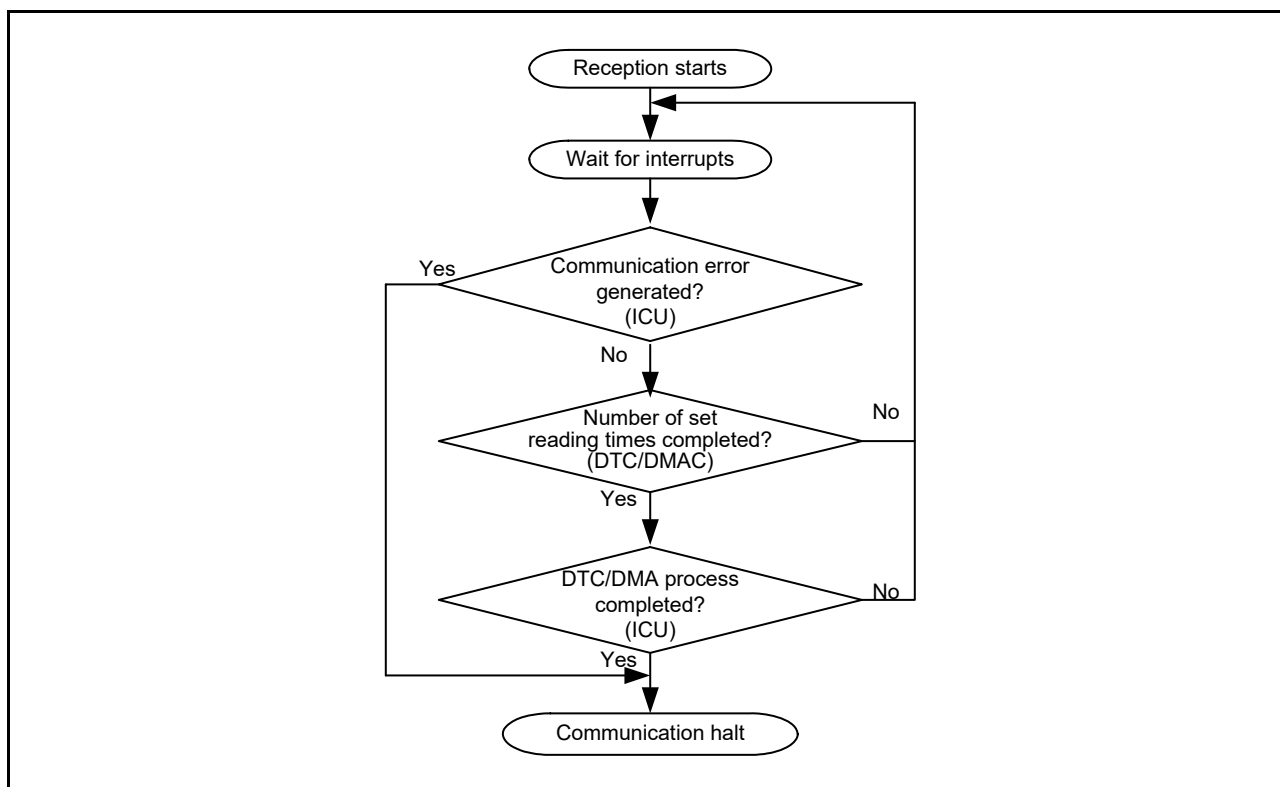 Reception starts
Wait for interrupts
Yes
Communication error
generated?
(ICU)
No
Number of set
reading times completed?
(DTC/DMAC)
No
Yes
DTC/DMA process
completed?
(ICU)
No
Yes
Communication halt